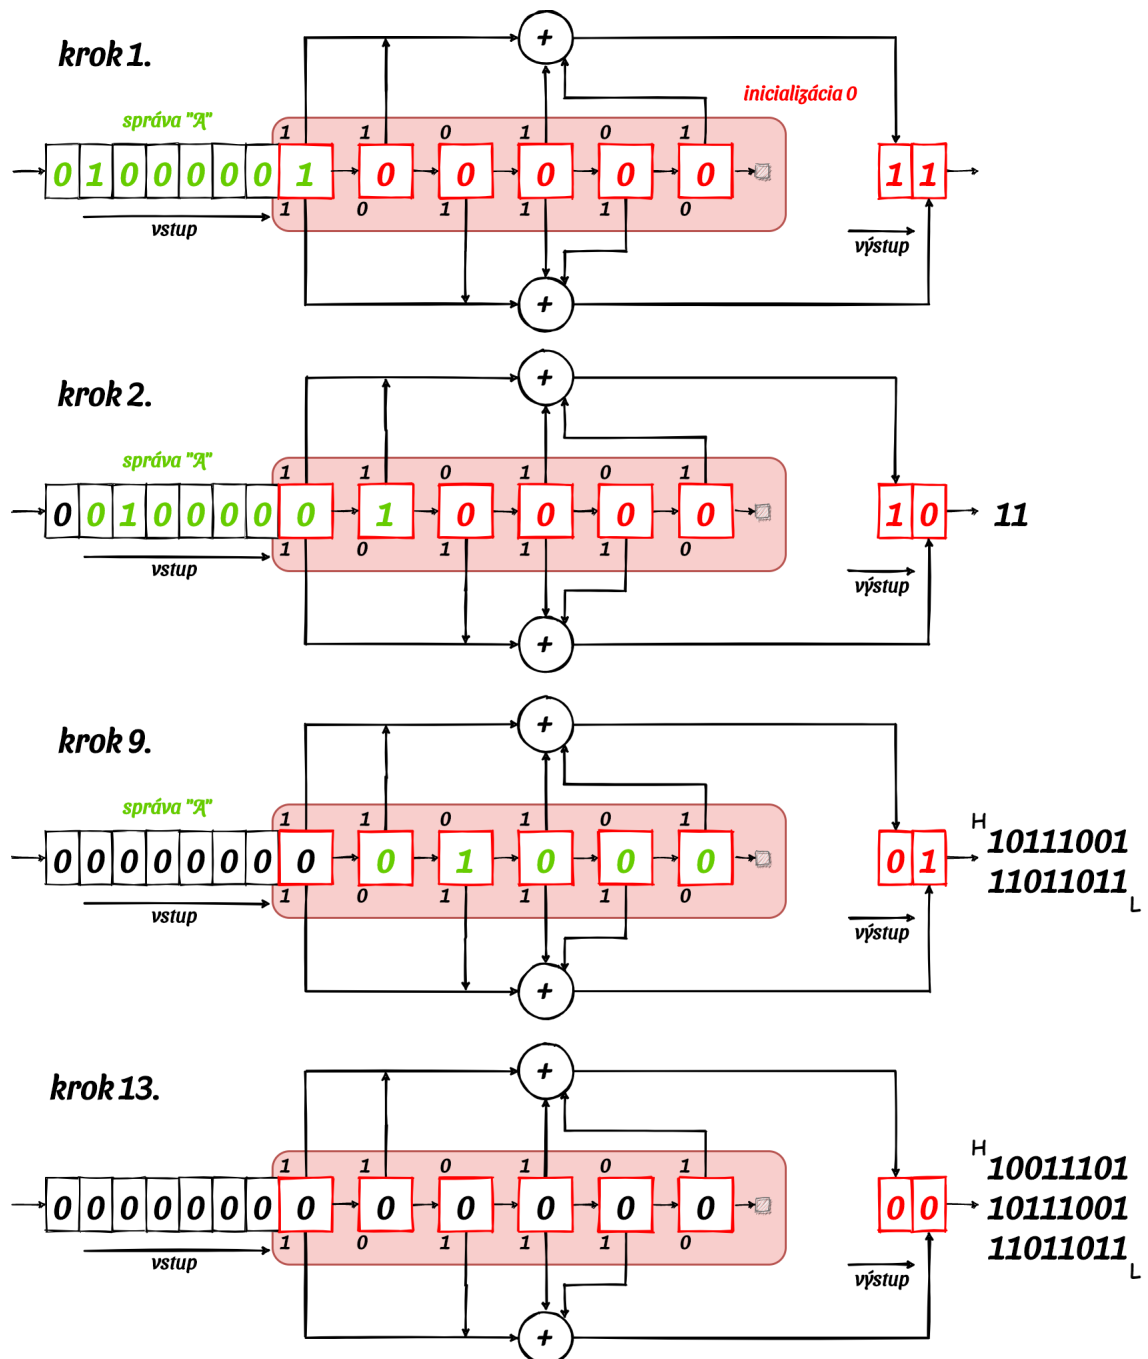 krok 1.
+
inicializácia 0
správa "A"
1 1 0 1 0 1
0 1 0 0 0 0 0 1 0 0 0 0 0 1 1
1 0 1 1 1 0
vstup
výstup
+
krok 2.
+
správa "A"
1 1 0 1 0 1
0 0 1 0 0 0 0 0 1 0 0 0 0 1 0 11
1 0 1 1 1 0
vstup
výstup
+
krok 9.
+
správa "A"
1 1 0 1 0 1
H 10111001
0 0 0 0 0 0 0 0 0 1 0 0 0 0 1
11011011 L
1 0 1 1 1 0
vstup
výstup
+
krok 13.
+
1 1 0 1 0 1
H 10011101
0 0 0 0 0 0 0 0 0 0 0 0 0 0 0
10111001
1 0 1 1 1 0
11011011 L
vstup
výstup
+